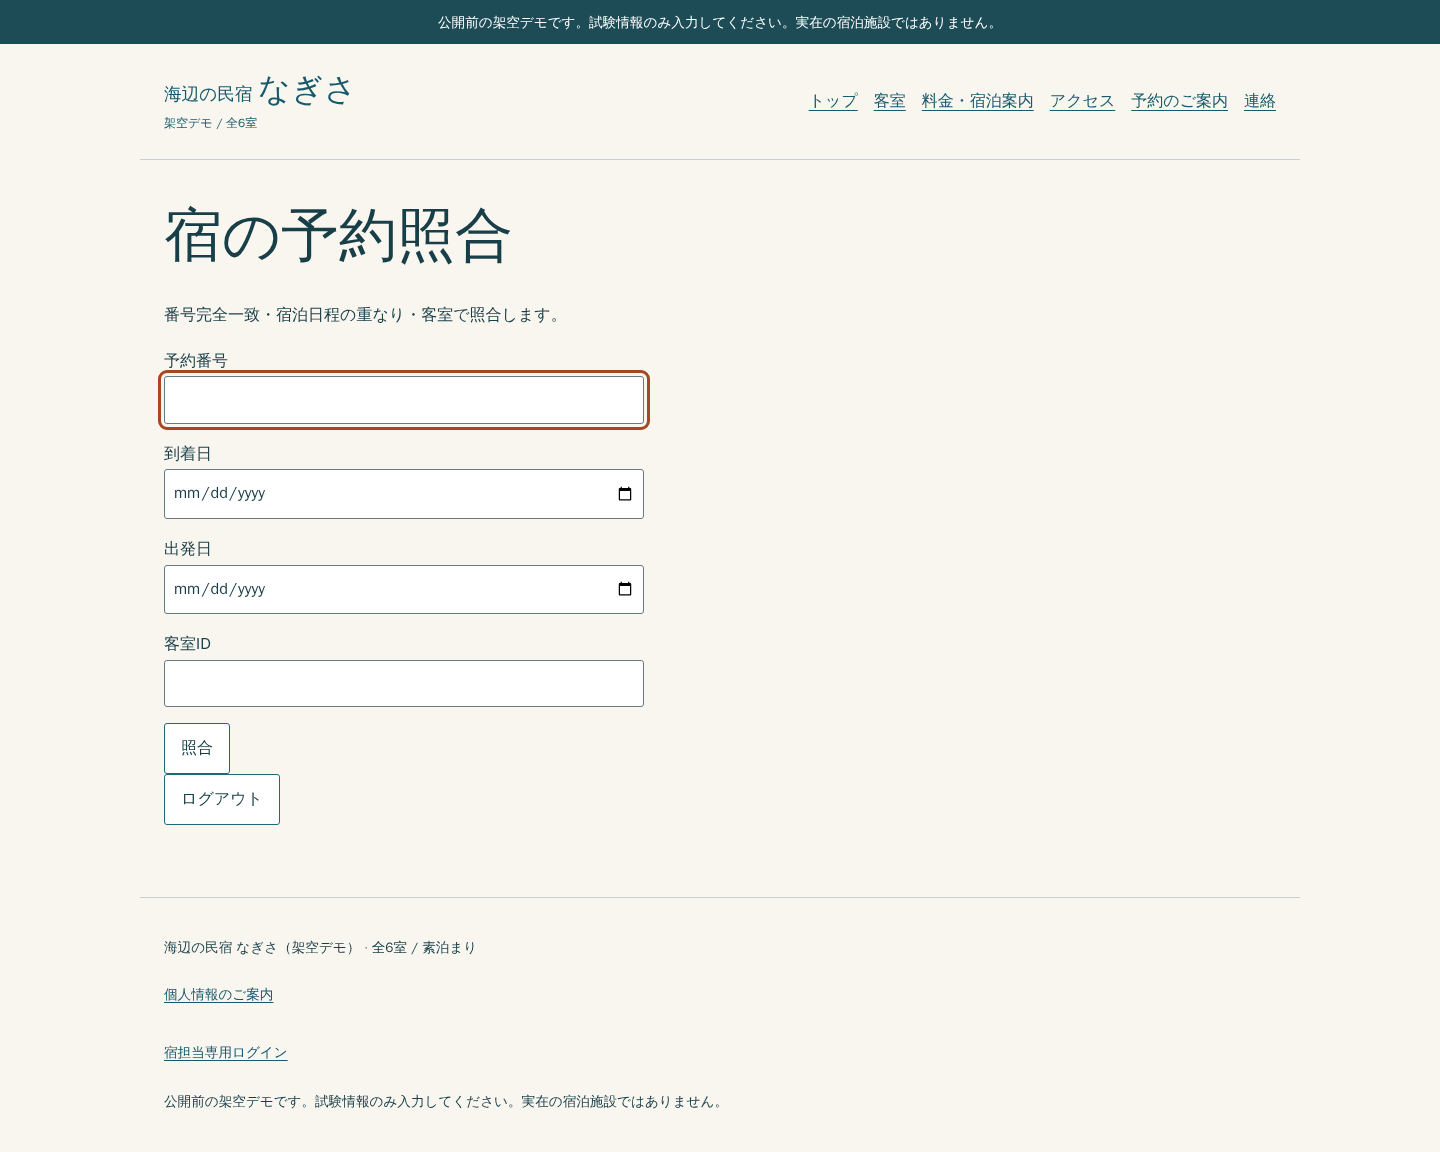 公開前の架空デモです。試験情報のみ入力してください。実在の宿泊施設ではありません。
海辺の民宿 なぎさ
架空デモ / 全6室
トップ 客室 料金・宿泊案内 アクセス 予約のご案内 連絡
宿の予約照合
番号完全一致・宿泊日程の重なり・客室で照合します。
予約番号
到着日
mm/dd/yyyy
出発日
mm/dd/yyyy
客室ID
照合
ログアウト
海辺の民宿 なぎさ（架空デモ） · 全6室 / 素泊まり
個人情報のご案内
宿担当専用ログイン
公開前の架空デモです。試験情報のみ入力してください。実在の宿泊施設ではありません。